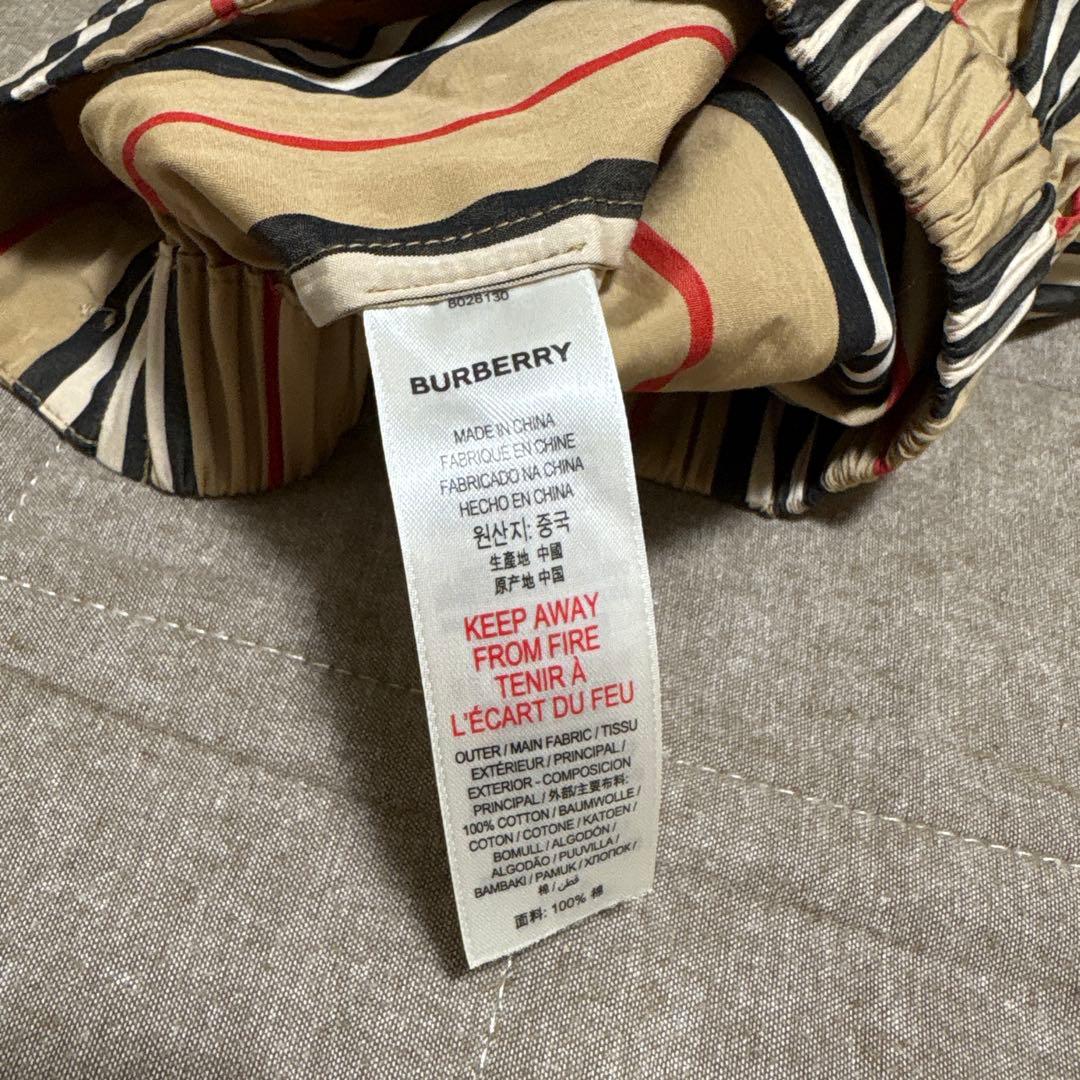 8028130
BURBERRY
MADE IN CHINA
FABRIQUÉ EN CHINE
FABRICADO NA CHINA
HECHO EN CHINA
원산지: 중국
生產地 中國
原产地 中国
KEEP AWAY
FROM FIRE
TENIR À
L'ÉCART DU FEU
OUTER / MAIN FABRIC / TISSU
EXTÉRIEUR / PRINCIPAL /
EXTERIOR - COMPOSICION
PRINCIPAL / 外部/主要布料:
100% COTTON / BAUMWOLLE /
COTON / COTONE / KATOEN /
BOMULL / ALGODÓN /
ALGODÃO / PUUVILLA /
BAMBAKI / PAMUK / ХЛОПОК /
棉 / قطن
面料: 100% 棉